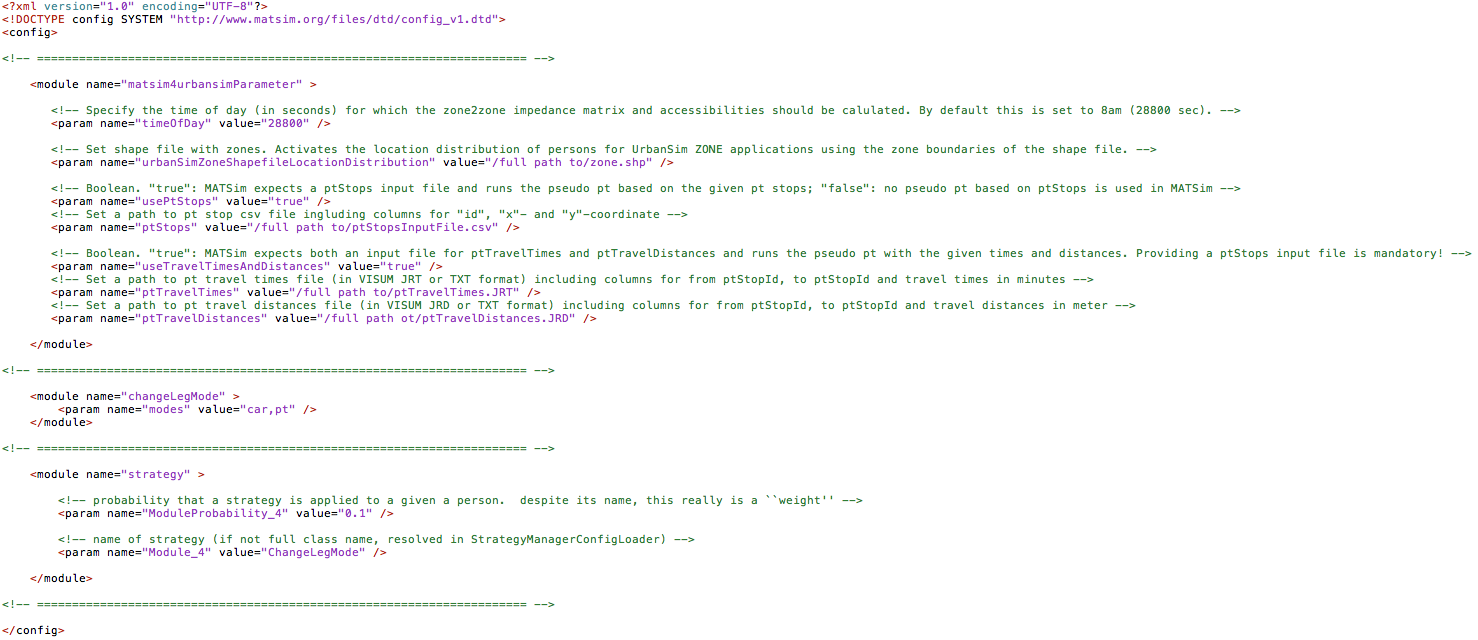 <?xml version="1.0" encoding="UTF-8"?>
<!DOCTYPE config SYSTEM "http://www.matsim.org/files/dtd/config_v1.dtd">
<config>
<!-- ====================================================================== -->
<module name="matsim4urbansimParameter" >
<!-- Specify the time of day (in seconds) for which the zone2zone impedance matrix and accessibilities should be calulated. By default this is set to 8am (28800 sec). -->
<param name="timeOfDay" value="28800" />
<!-- Set shape file with zones. Activates the location distribution of persons for UrbanSim ZONE applications using the zone boundaries of the shape file. -->
<param name="urbanSimZoneShapefileLocationDistribution" value="/full path to/zone.shp" />
<!-- Boolean. "true": MATSim expects a ptStops input file and runs the pseudo pt based on the given pt stops; "false": no pseudo pt based on ptStops is used in MATSim -->
<param name="usePtStops" value="true" />
<!-- Set a path to pt stop csv file ingluding columns for "id", "x"- and "y"-coordinate -->
<param name="ptStops" value="/full path to/ptStopsInputFile.csv" />
<!-- Boolean. "true": MATSim expects both an input file for ptTravelTimes and ptTravelDistances and runs the pseudo pt with the given times and distances. Providing a ptStops input file is mandatory! -->
<param name="useTravelTimesAndDistances" value="true" />
<!-- Set a path to pt travel times file (in VISUM JRT or TXT format) including columns for from ptStopId, to ptStopId and travel times in minutes -->
<param name="ptTravelTimes" value="/full path to/ptTravelTimes.JRT" />
<!-- Set a path to pt travel distances file (in VISUM JRD or TXT format) including columns for from ptStopId, to ptStopId and travel distances in meter -->
<param name="ptTravelDistances" value="/full path ot/ptTravelDistances.JRD" />
</module>
<!-- ====================================================================== -->
<module name="changeLegMode" >
<param name="modes" value="car,pt" />
</module>
<!-- ====================================================================== -->
<module name="strategy" >
<!-- probability that a strategy is applied to a given a person.  despite its name, this really is a ``weight'' -->
<param name="ModuleProbability_4" value="0.1" />
<!-- name of strategy (if not full class name, resolved in StrategyManagerConfigLoader) -->
<param name="Module_4" value="ChangeLegMode" />
</module>
<!-- ====================================================================== -->
</config>